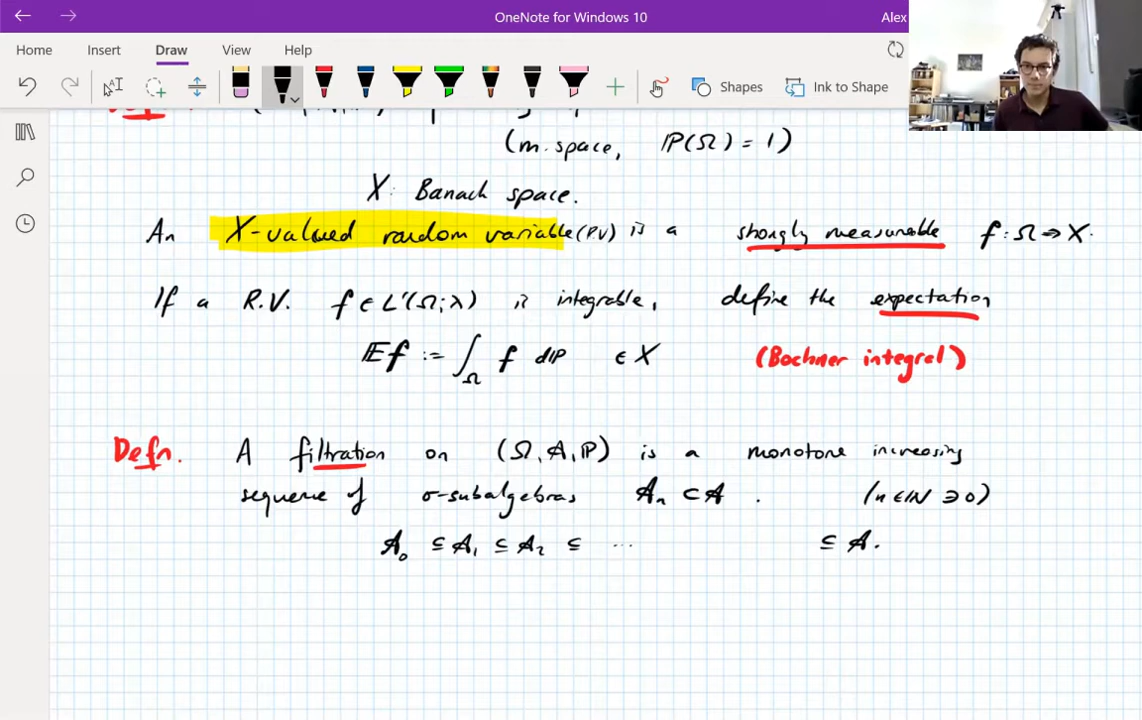 OneNote for Windows 10
Alex
Home Insert Draw View Help
Shapes Ink to Shape
(m. space, ℙ(Ω) = 1)
X: Banach space.
An X-valued random variable (RV) is a strongly measurable f: Ω → X.
If a R.V. f ∈ L¹(Ω; λ) is integrable, define the expectation
𝔼f := ∫_Ω f dℙ ∈ X (Bochner integral)
Defn. A filtration on (Ω, A, ℙ) is a monotone increasing
sequence of σ-subalgebras Aₙ ⊂ A. (n ∈ ℕ ∋ 0)
A₀ ⊆ A₁ ⊆ A₂ ⊆ ... ⊆ A.